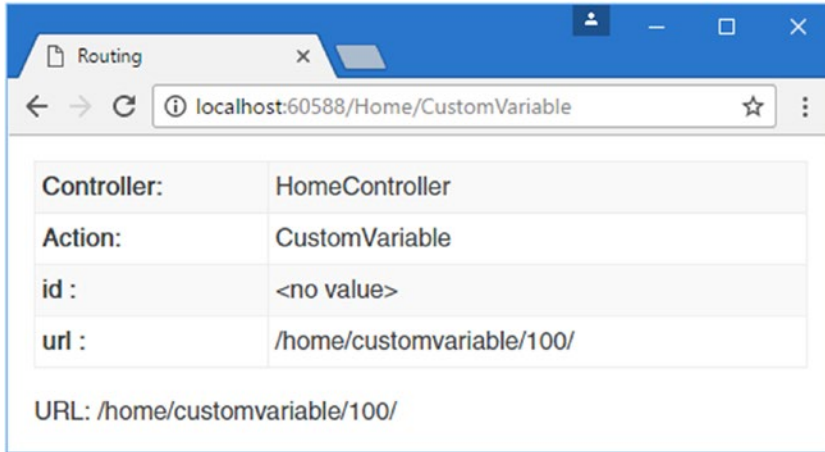 Routing
localhost:60588/Home/CustomVariable
Controller: HomeController
Action: CustomVariable
id : <no value>
url : /home/customvariable/100/
URL: /home/customvariable/100/